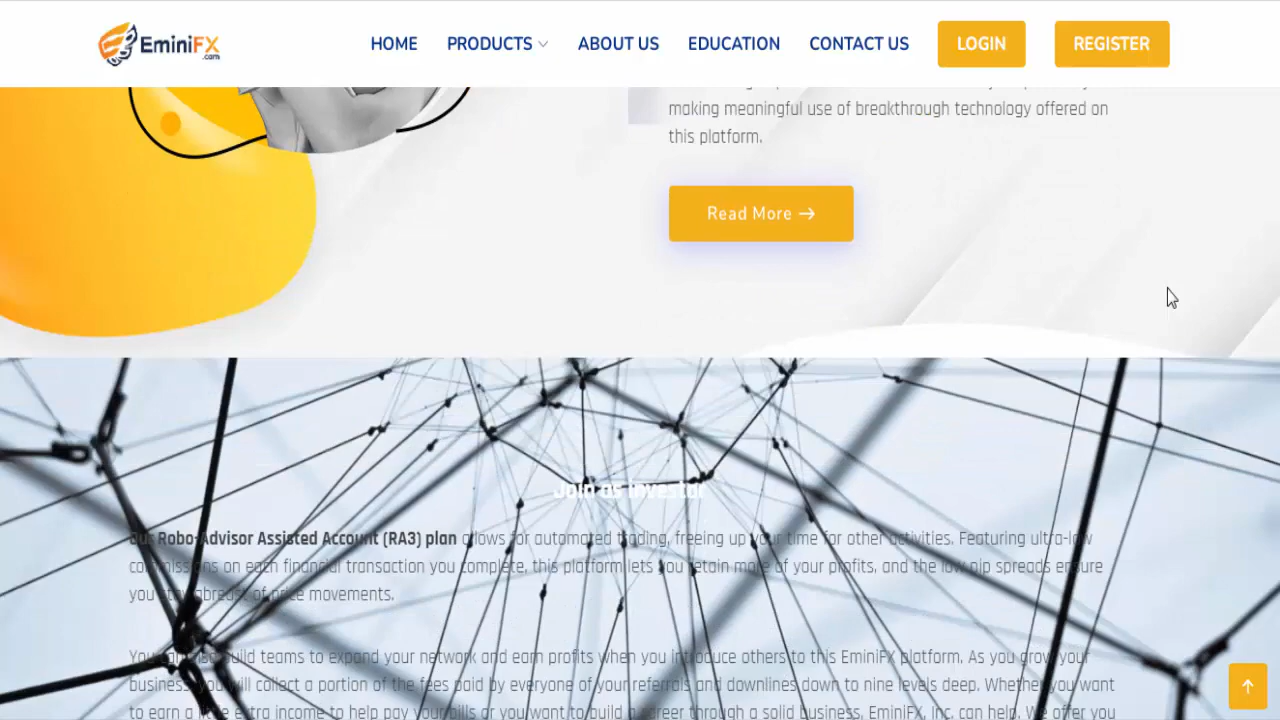 EminiFX
.com
HOME PRODUCTS ABOUT US EDUCATION CONTACT US LOGIN REGISTER
making meaningful use of breakthrough technology offered on
this platform.
Read More →
Join as Investor
Our Robo-Advisor Assisted Account (RA3) plan allows for automated trading, freeing up your time for other activities. Featuring ultra-low
commissions on each financial transaction you complete, this platform lets you retain more of your profits, and the low pip spreads ensure
you stay abreast of price movements.
You can also build teams to expand your network and earn profits when you introduce others to this EminiFX platform. As you grow your
business, you will collect a portion of the fees paid by everyone of your referrals and downlines down to nine levels deep. Whether you want
to earn a little extra income to help pay your bills or you want to build a career through a solid business, EminiFX, Inc. can help. We offer you